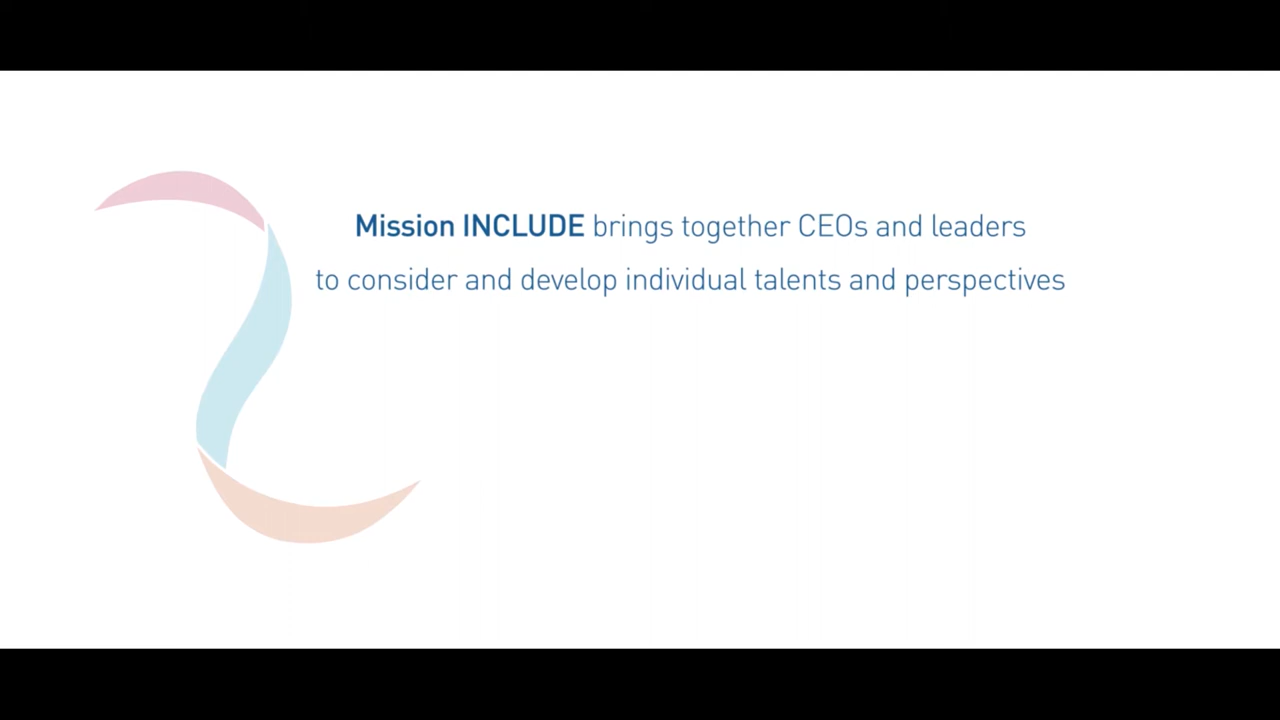 Mission INCLUDE brings together CEOs and leaders
to consider and develop individual talents and perspectives